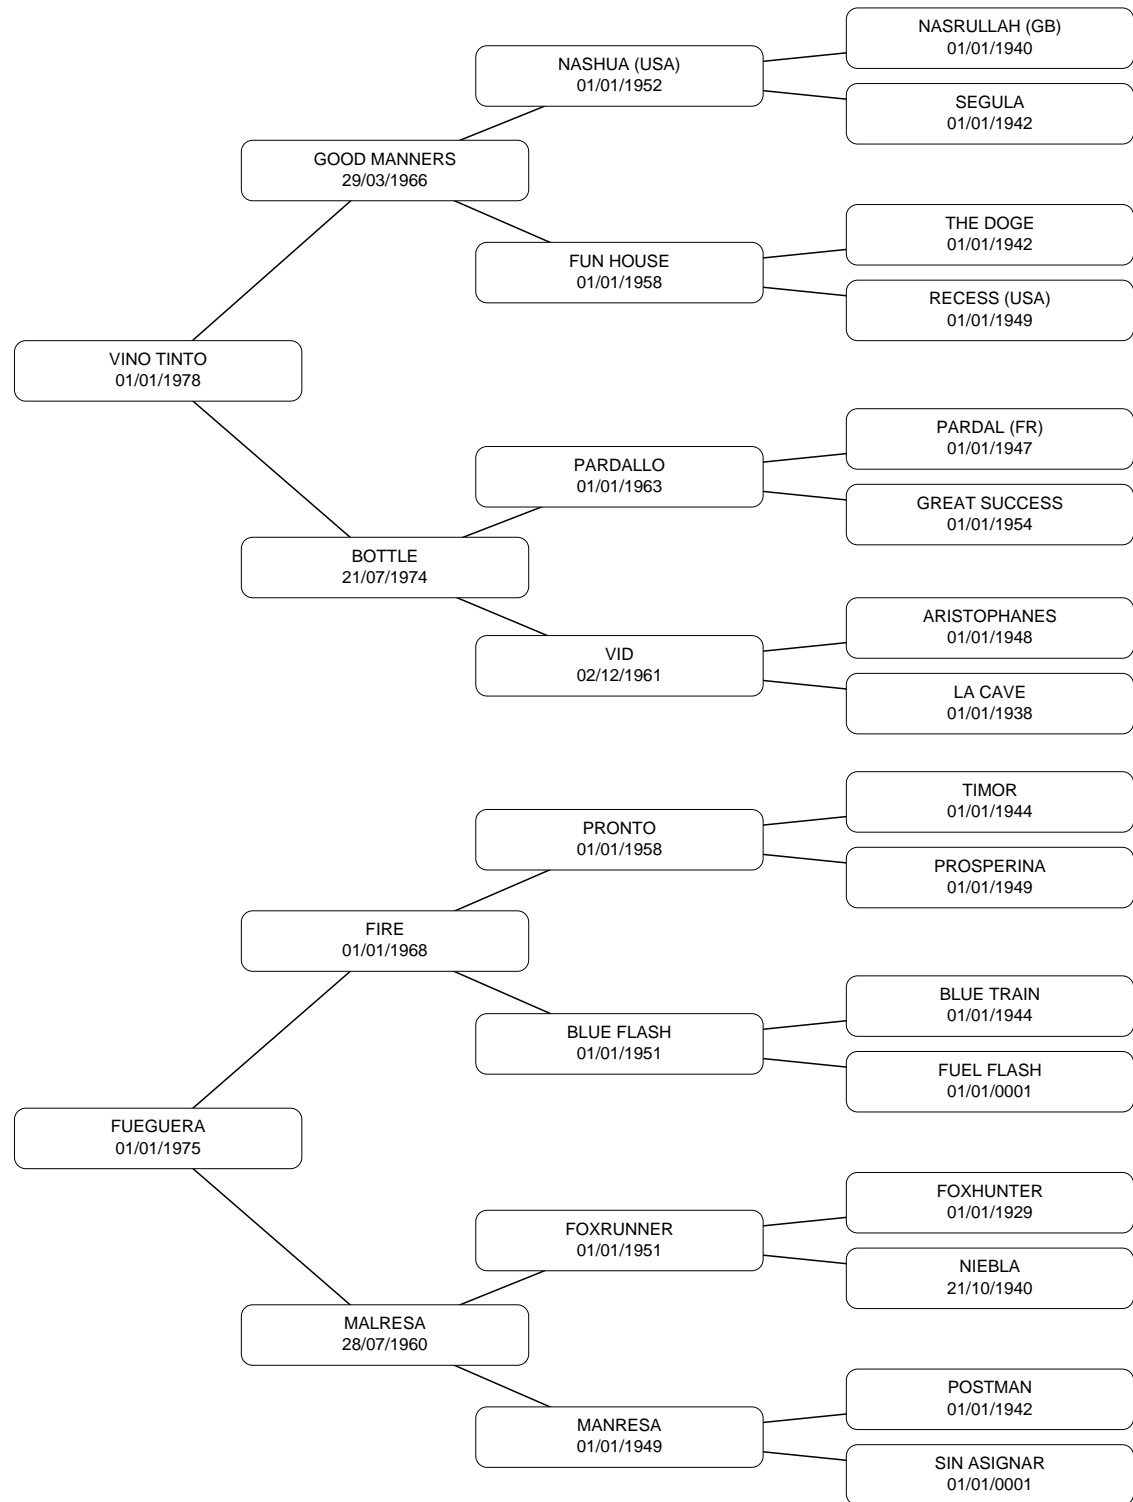 NASRULLAH (GB)
01/01/1940
NASHUA (USA)
01/01/1952
SEGULA
01/01/1942
GOOD MANNERS
29/03/1966
THE DOGE
01/01/1942
FUN HOUSE
01/01/1958
RECESS (USA)
01/01/1949
VINO TINTO
01/01/1978
PARDAL (FR)
01/01/1947
PARDALLO
01/01/1963
GREAT SUCCESS
01/01/1954
BOTTLE
21/07/1974
ARISTOPHANES
01/01/1948
VID
02/12/1961
LA CAVE
01/01/1938
TIMOR
01/01/1944
PRONTO
01/01/1958
PROSPERINA
01/01/1949
FIRE
01/01/1968
BLUE TRAIN
01/01/1944
BLUE FLASH
01/01/1951
FUEL FLASH
01/01/0001
FUEGUERA
01/01/1975
FOXHUNTER
01/01/1929
FOXRUNNER
01/01/1951
NIEBLA
21/10/1940
MALRESA
28/07/1960
POSTMAN
01/01/1942
MANRESA
01/01/1949
SIN ASIGNAR
01/01/0001